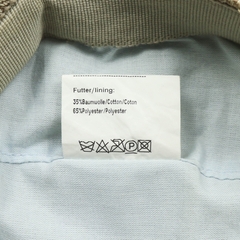 Futter/lining:
35%Baumwolle/Cotton/Coton
65%Polyester/Polyester